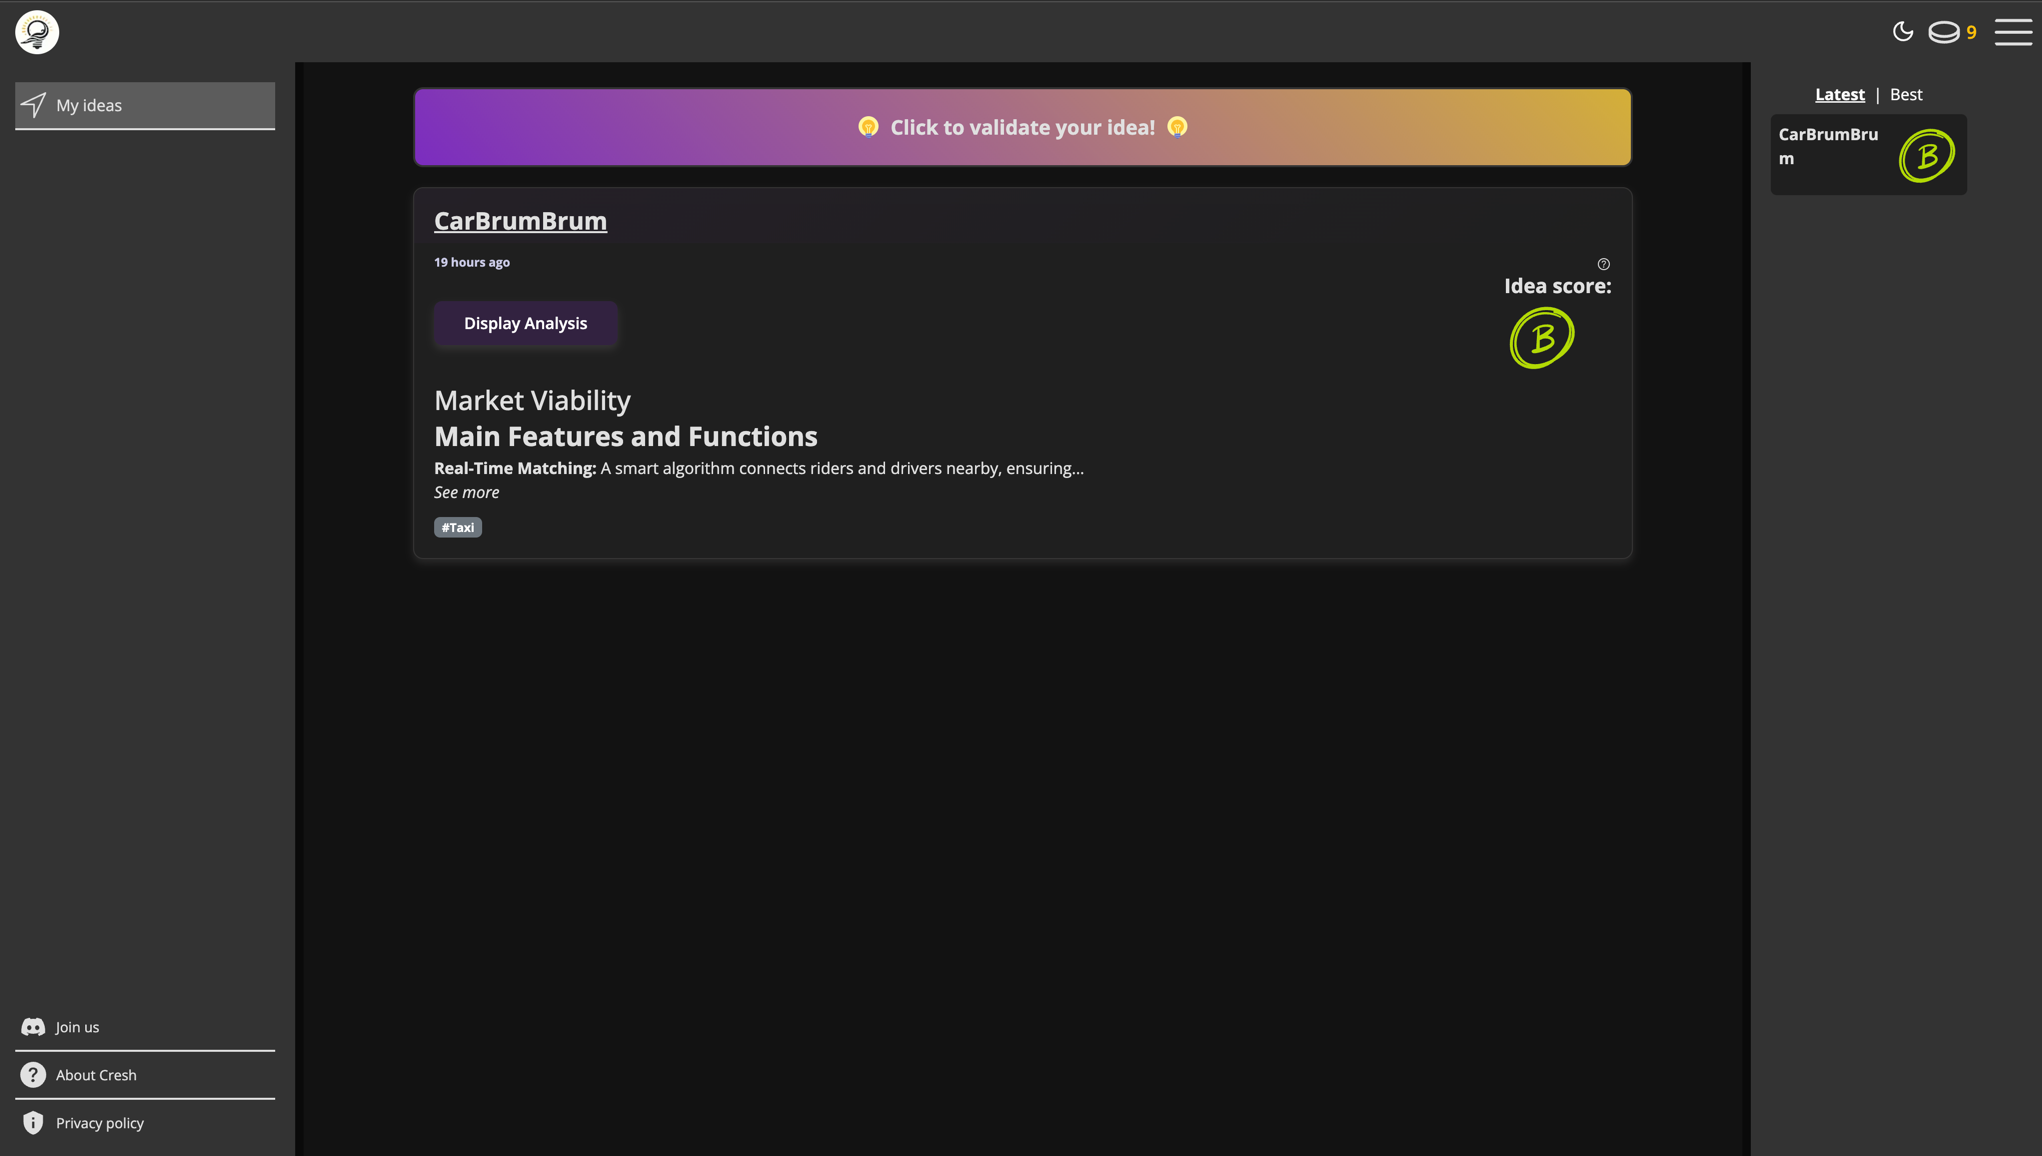 9
My ideas
💡 Click to validate your idea! 💡
CarBrumBrum
19 hours ago
Idea score:
B
Display Analysis
Market Viability
Main Features and Functions
Real-Time Matching: A smart algorithm connects riders and drivers nearby, ensuring...
See more
#Taxi
Latest | Best
CarBrumBru
m
B
Join us
About Cresh
Privacy policy